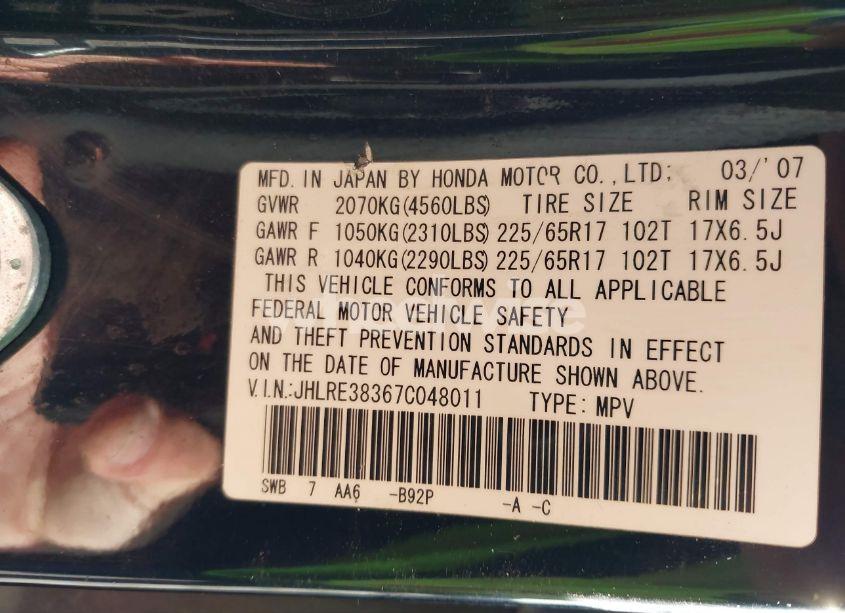 MFD. IN JAPAN BY HONDA MOTOR CO., LTD; 03/'07
GVWR 2070KG(4560LBS) TIRE SIZE RIM SIZE
GAWR F 1050KG(2310LBS) 225/65R17 102T 17X6.5J
GAWR R 1040KG(2290LBS) 225/65R17 102T 17X6.5J
THIS VEHICLE CONFORMS TO ALL APPLICABLE
FEDERAL MOTOR VEHICLE SAFETY
AND THEFT PREVENTION STANDARDS IN EFFECT
ON THE DATE OF MANUFACTURE SHOWN ABOVE.
V.I.N.:JHLRE38367C048011 TYPE: MPV
SWB 7 AA6 -B92P -A -C